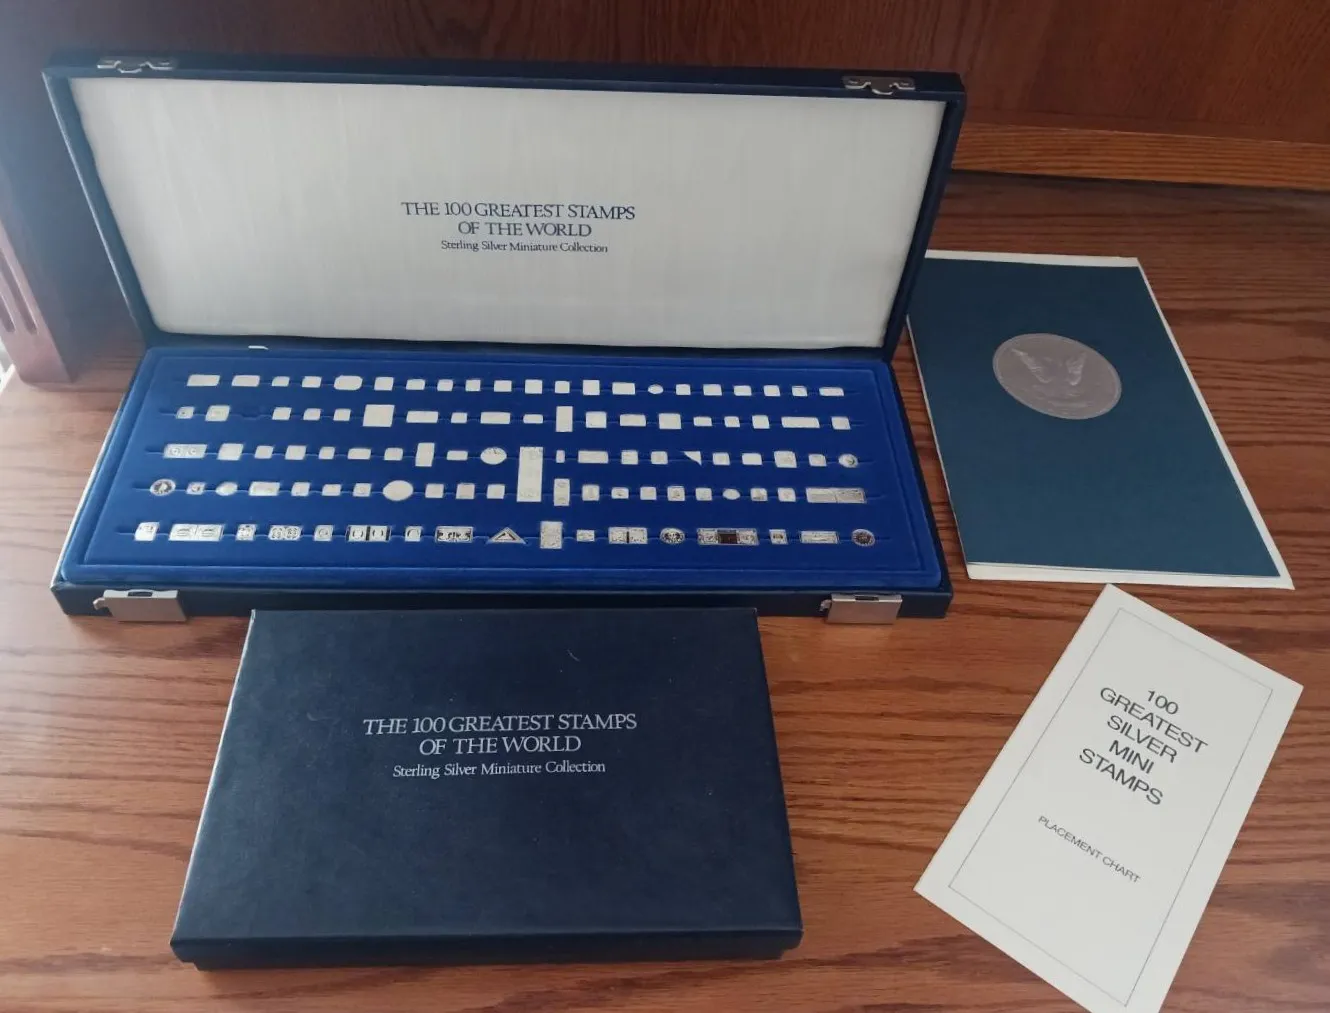 THE 100 GREATEST STAMPS
OF THE WORLD
Sterling Silver Miniature Collection
THE 100 GREATEST STAMPS
OF THE WORLD
Sterling Silver Miniature Collection
100
GREATEST
SILVER
MINI
STAMPS
PLACEMENT CHART